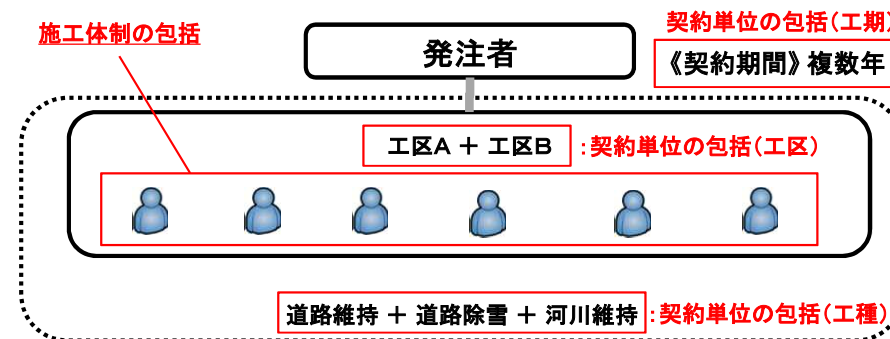 施工体制の包括
発注者
契約単位の包括(工期)
《契約期間》複数年
工区A + 工区B
:契約単位の包括(工区)
道路維持 + 道路除雪 + 河川維持
:契約単位の包括(工種)